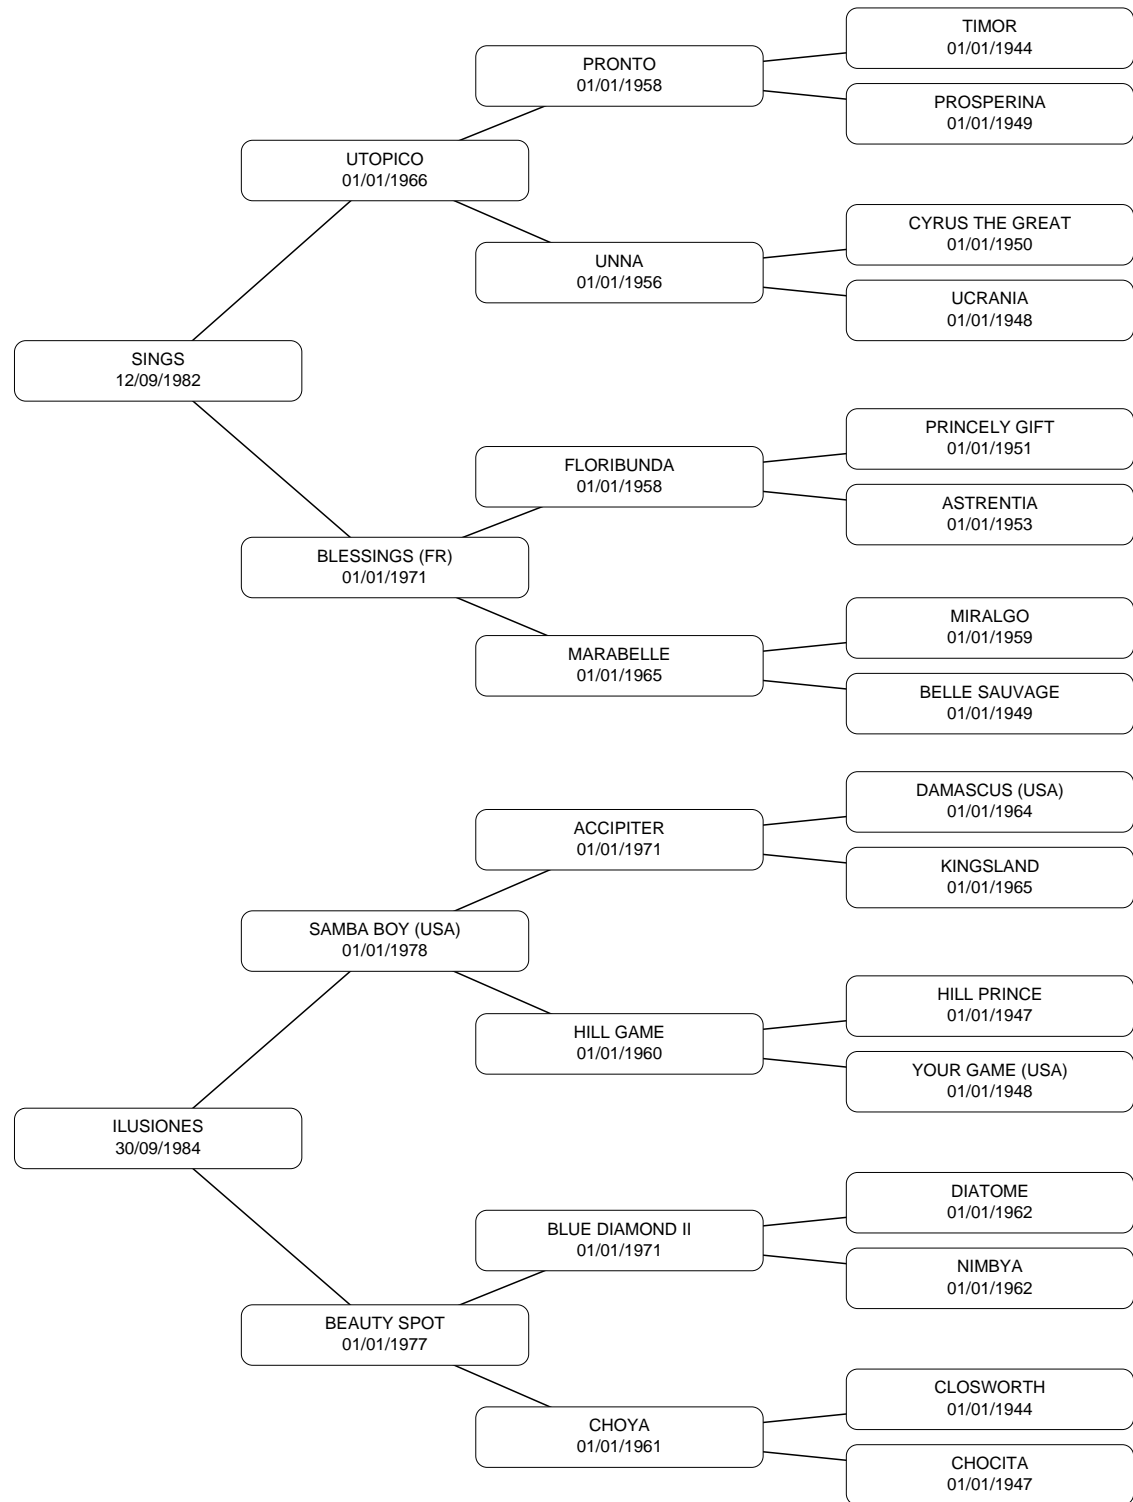 TIMOR
01/01/1944
PRONTO
01/01/1958
PROSPERINA
01/01/1949
UTOPICO
01/01/1966
CYRUS THE GREAT
01/01/1950
UNNA
01/01/1956
UCRANIA
01/01/1948
SINGS
12/09/1982
PRINCELY GIFT
01/01/1951
FLORIBUNDA
01/01/1958
ASTRENTIA
01/01/1953
BLESSINGS (FR)
01/01/1971
MIRALGO
01/01/1959
MARABELLE
01/01/1965
BELLE SAUVAGE
01/01/1949
DAMASCUS (USA)
01/01/1964
ACCIPITER
01/01/1971
KINGSLAND
01/01/1965
SAMBA BOY (USA)
01/01/1978
HILL PRINCE
01/01/1947
HILL GAME
01/01/1960
YOUR GAME (USA)
01/01/1948
ILUSIONES
30/09/1984
DIATOME
01/01/1962
BLUE DIAMOND II
01/01/1971
NIMBYA
01/01/1962
BEAUTY SPOT
01/01/1977
CLOSWORTH
01/01/1944
CHOYA
01/01/1961
CHOCITA
01/01/1947